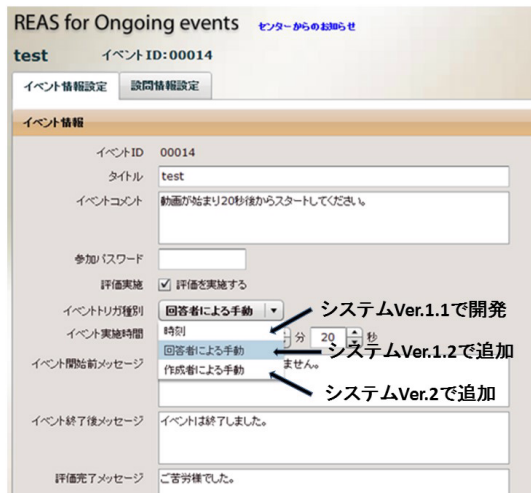 REAS for Ongoing events センターからのお知らせ
test イベントID:00014
イベント情報設定 設問情報設定
イベント情報
イベントID 00014
タイトル test
イベントコメント 動画が始まり20秒後からスタートしてください。
参加パスワード
評価実施 評価を実施する
イベントトリガ種別 回答者による手動
システムVer.1.1で開発
イベント実施時間 時刻 分 20 秒
回答者による手動 システムVer.1.2で追加
イベント開始前メッセージ ません。
作成者による手動
システムVer.2で追加
イベント終了後メッセージ イベントは終了しました。
評価完了メッセージ ご苦労様でした。